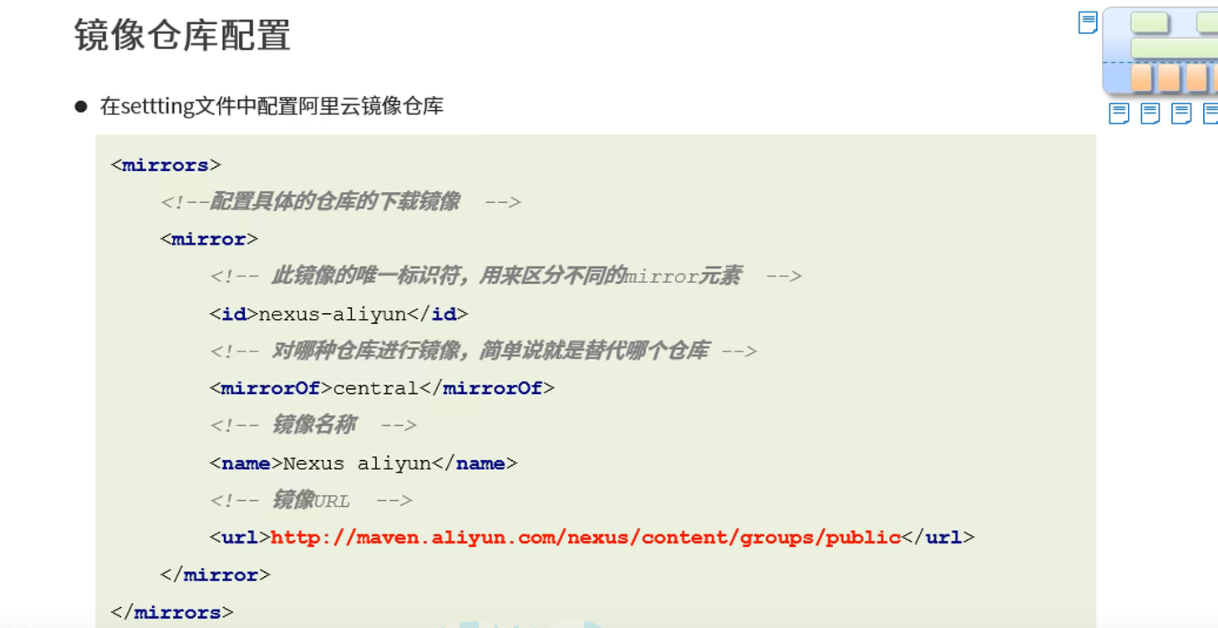 镜像仓库配置
● 在settting文件中配置阿里云镜像仓库
<mirrors>
<!--配置具体的仓库的下载镜像 -->
<mirror>
<!-- 此镜像的唯一标识符，用来区分不同的mirror元素 -->
<id>nexus-aliyun</id>
<!-- 对哪种仓库进行镜像，简单说就是替代哪个仓库 -->
<mirrorOf>central</mirrorOf>
<!-- 镜像名称 -->
<name>Nexus aliyun</name>
<!-- 镜像URL -->
<url>http://maven.aliyun.com/nexus/content/groups/public</url>
</mirror>
</mirrors>